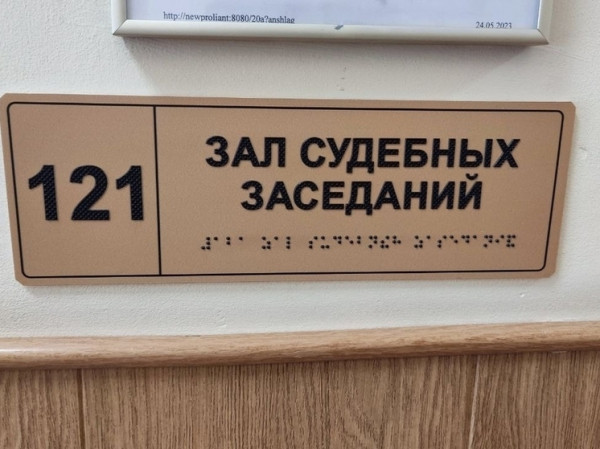 http://newproliant:8080/20a?anshlag
24.05.2023
121
ЗАЛ СУДЕБНЫХ
ЗАСЕДАНИЙ
⠼⠁⠃⠁ ⠵⠁⠇ ⠎⠥⠙⠑⠃⠝⠮⠓ ⠵⠁⠎⠑⠙⠁⠝⠊⠯